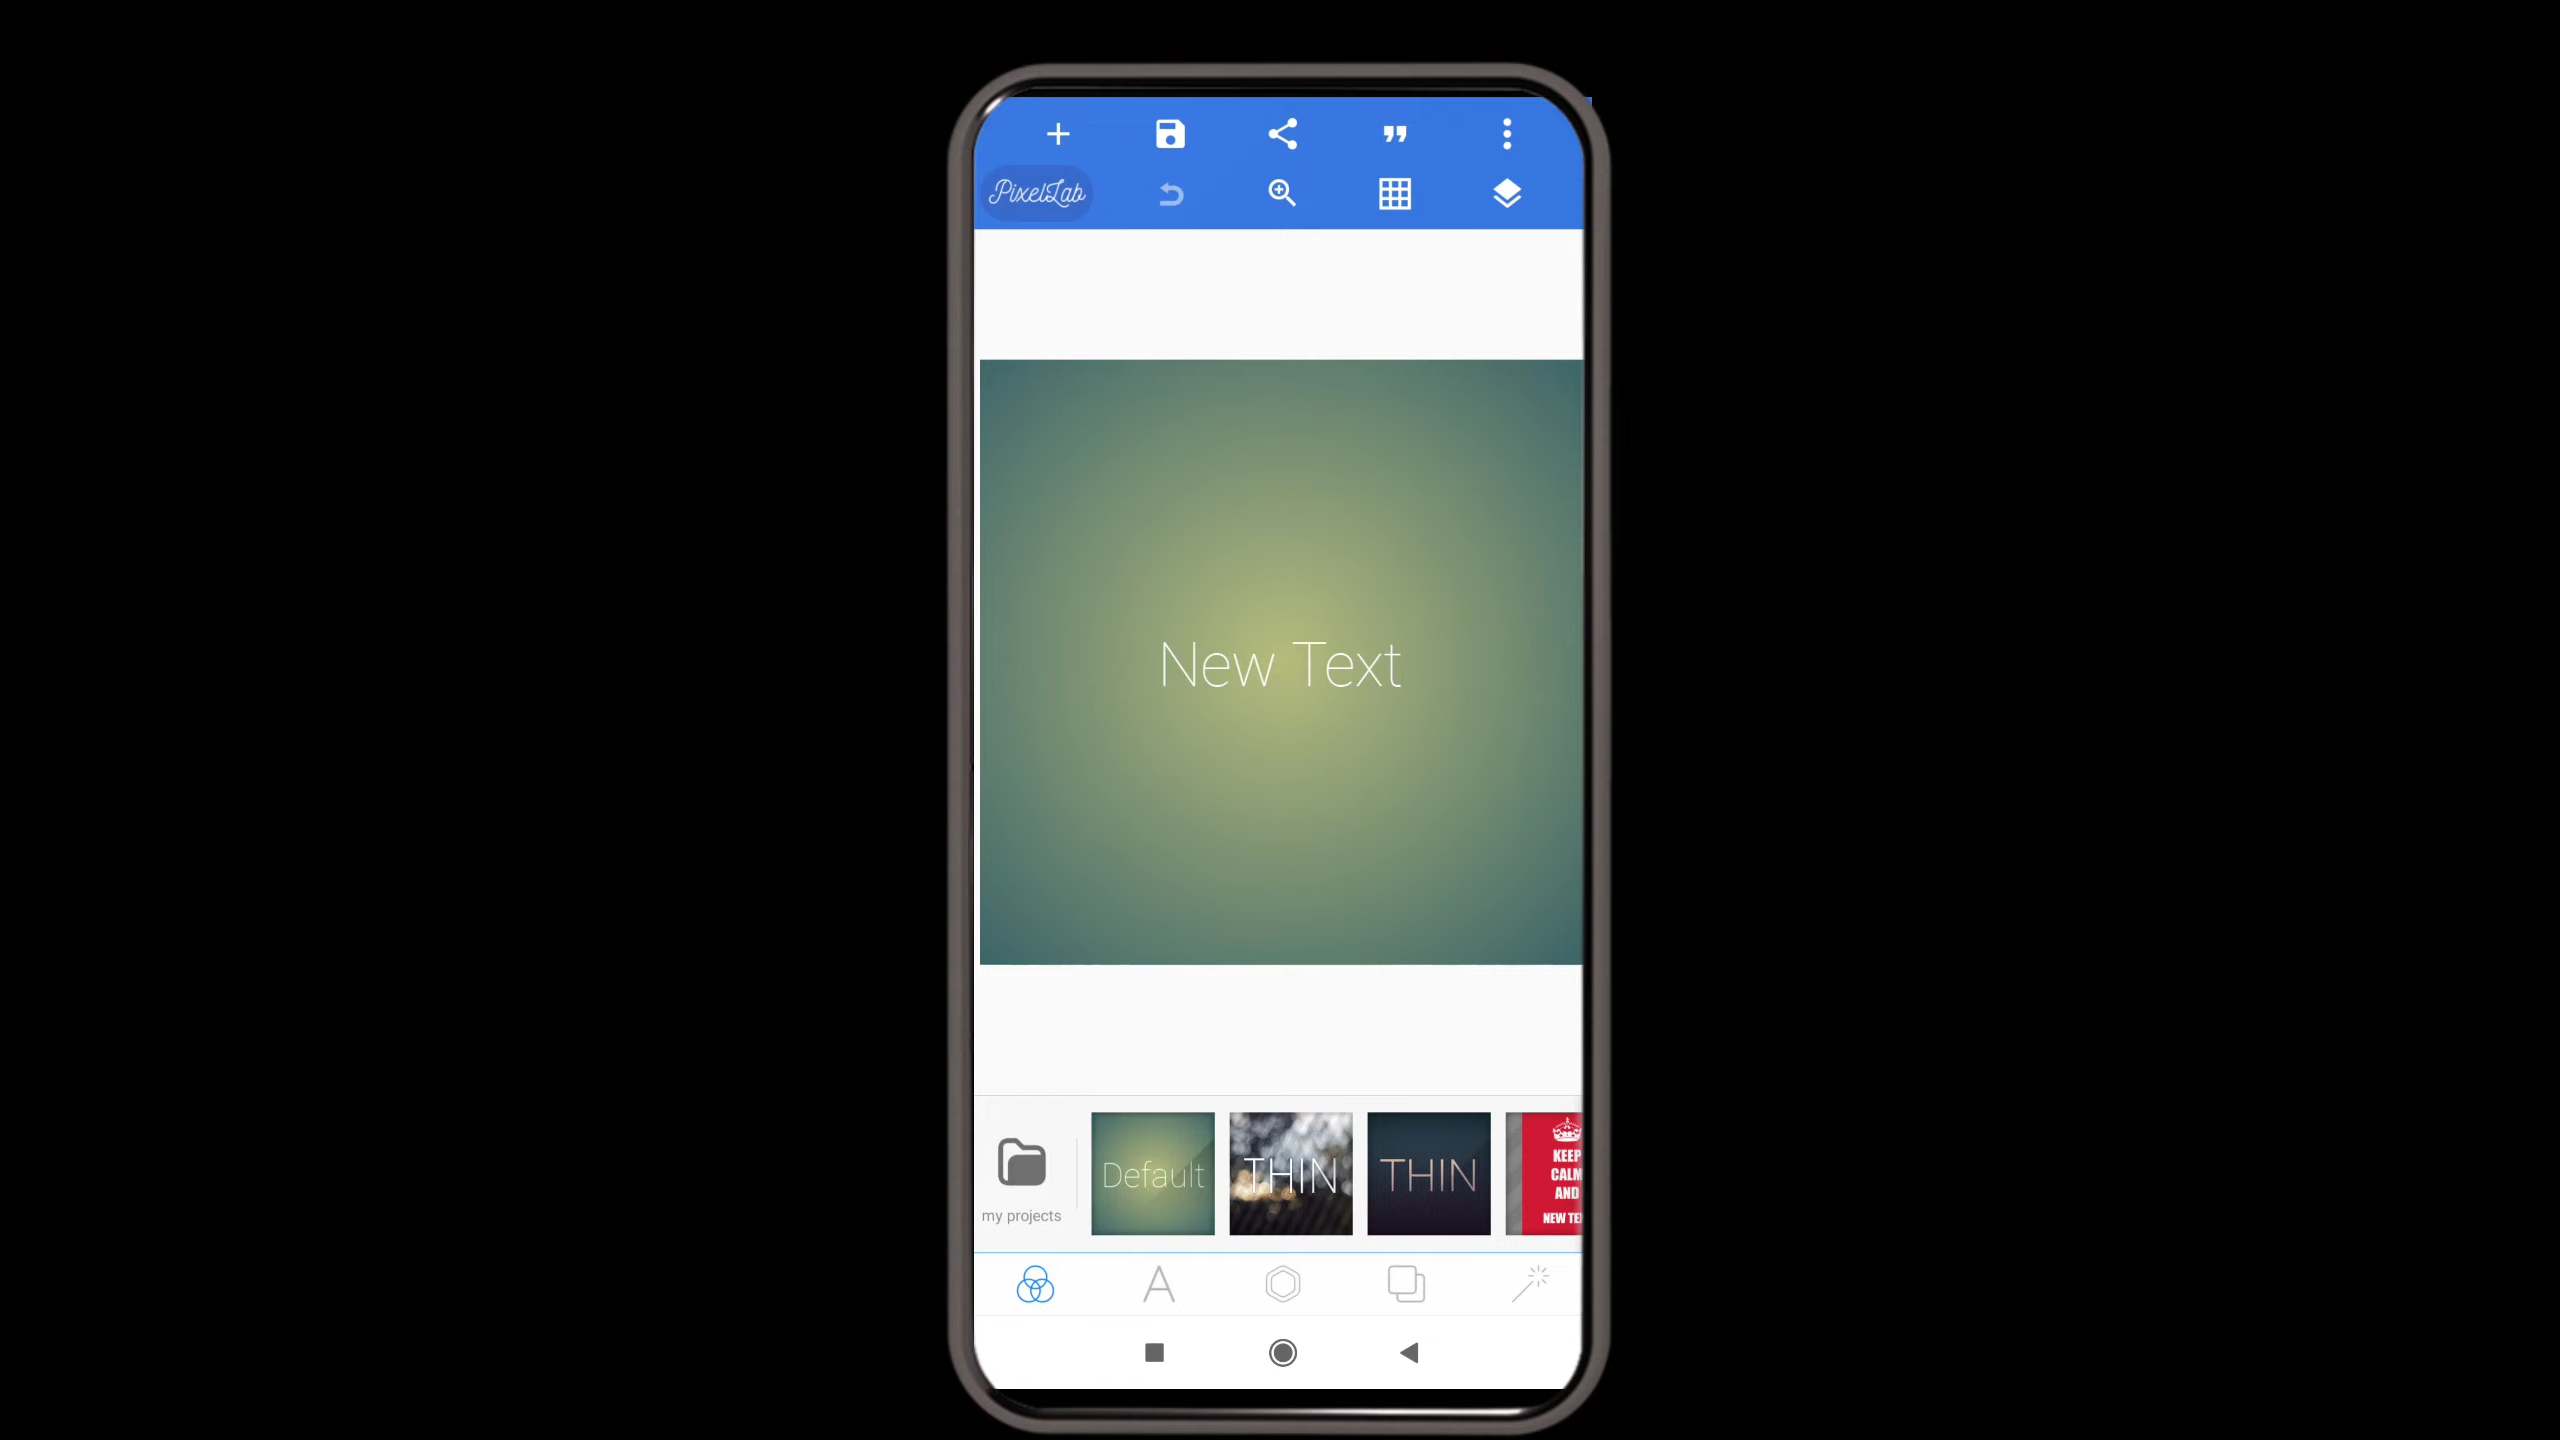 PixelLab
New Text
my projects
Default
THIN
THIN
KEEP
CALM
AND